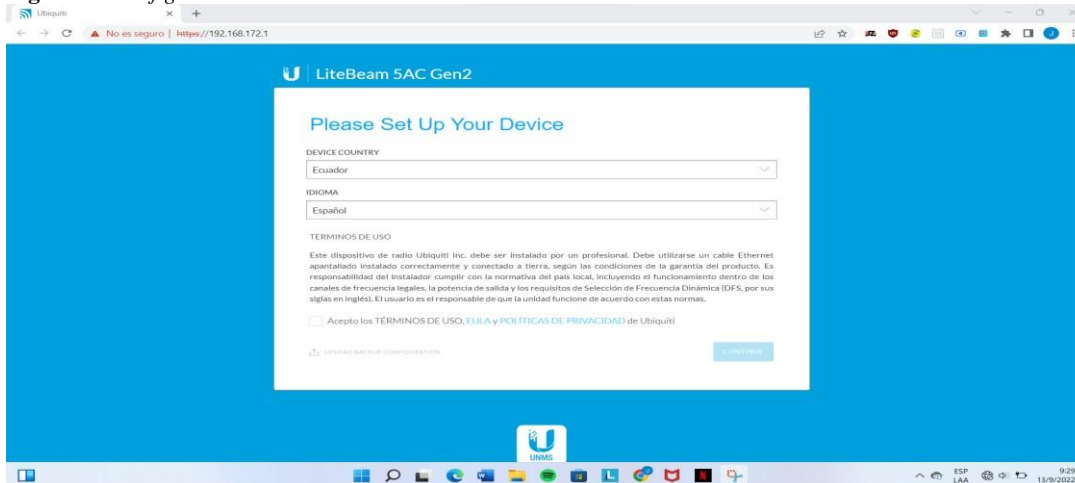 Ubiquiti
No es seguro | https://192.168.172.1
LiteBeam 5AC Gen2
Please Set Up Your Device
DEVICE COUNTRY
Ecuador
IDIOMA
Español
TERMINOS DE USO
Este dispositivo de radio Ubiquiti Inc. debe ser instalado por un profesional. Debe utilizarse un cable Ethernet
apantallado instalado correctamente y conectado a tierra, según las condiciones de la garantía del producto. Es
responsabilidad del instalador cumplir con la normativa del país local, incluyendo el funcionamiento dentro de los
canales de frecuencia legales, la potencia de salida y los requisitos de Selección de Frecuencia Dinámica (DFS, por sus
siglas en inglés). El usuario es el responsable de que la unidad funcione de acuerdo con estas normas.
Acepto los TÉRMINOS DE USO, EULA y POLÍTICAS DE PRIVACIDAD de Ubiquiti
UPLOAD BACKUP CONFIGURATION
CONTINUE
UNMS
ESP
LAA
9:29
13/9/2022